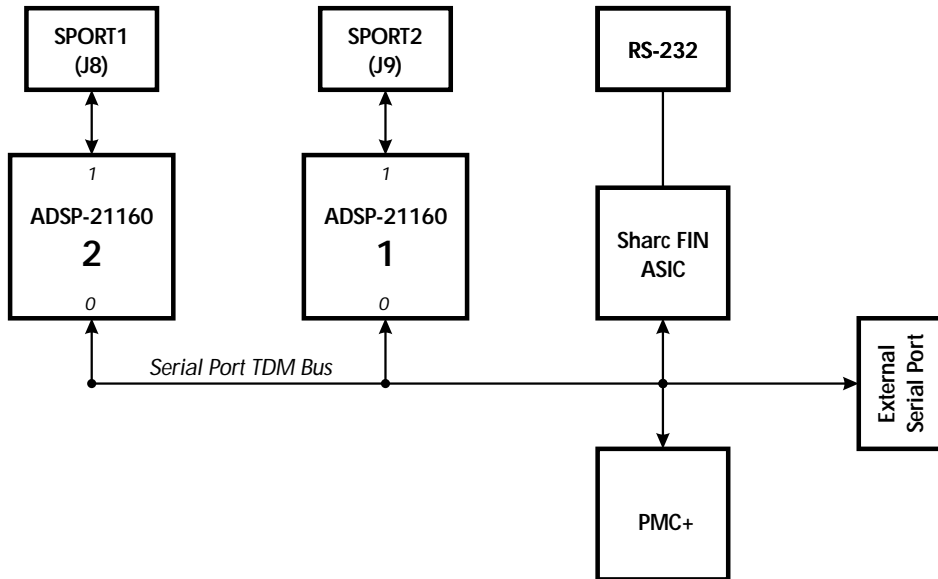 SPORT1
(J8)
SPORT2
(J9)
RS-232
1
ADSP-21160
2
0
1
ADSP-21160
1
0
Sharc FIN
ASIC
Serial Port TDM Bus
External
Serial Port
PMC+